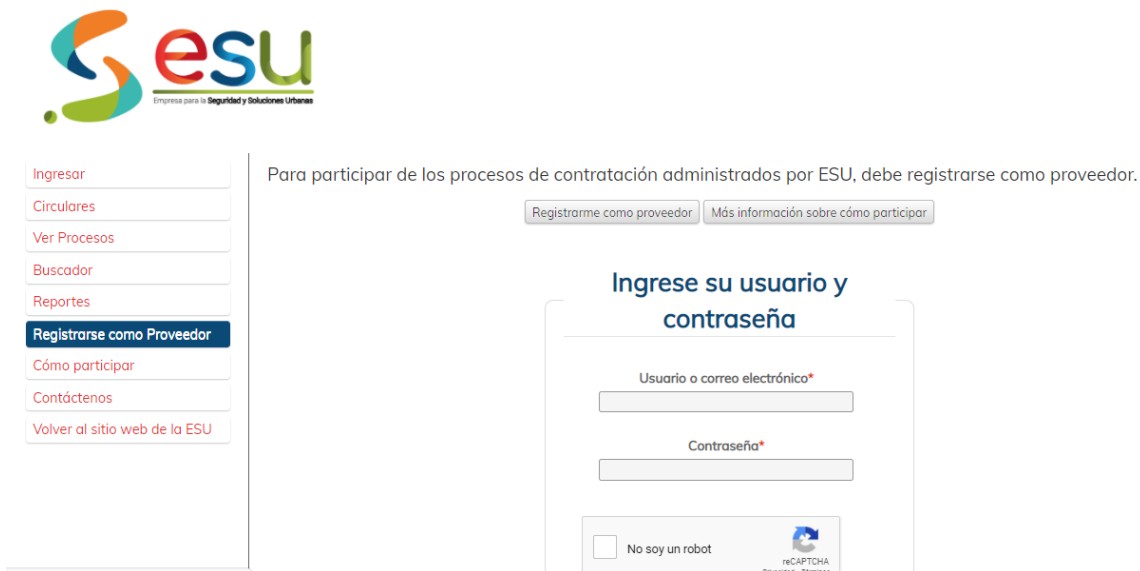 esu
Empresa para la Seguridad y Soluciones Urbanas
Ingresar
Circulares
Ver Procesos
Buscador
Reportes
Registrarse como Proveedor
Cómo participar
Contáctenos
Volver al sitio web de la ESU
Para participar de los procesos de contratación administrados por ESU, debe registrarse como proveedor.
Registrarme como proveedor Más información sobre cómo participar
Ingrese su usuario y
contraseña
Usuario o correo electrónico*
Contraseña*
No soy un robot
reCAPTCHA
Privacidad - Términos